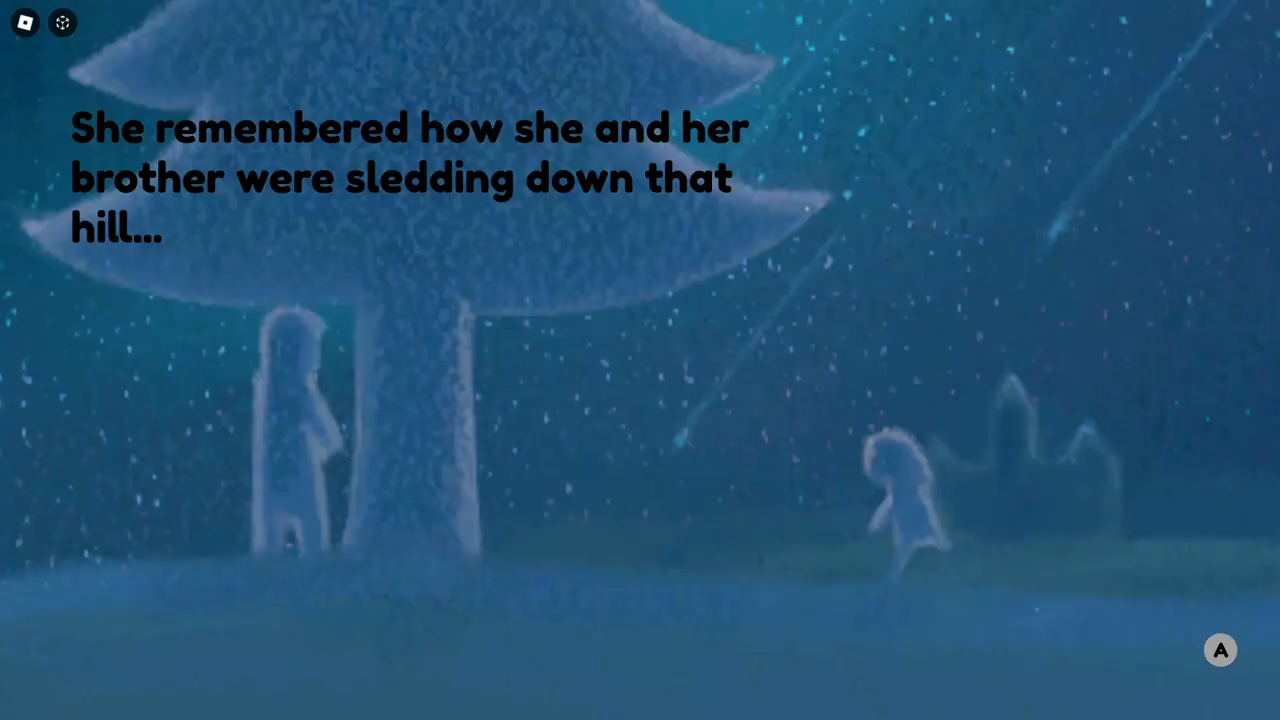 She remembered how she and her
brother were sledding down that
hill...
A